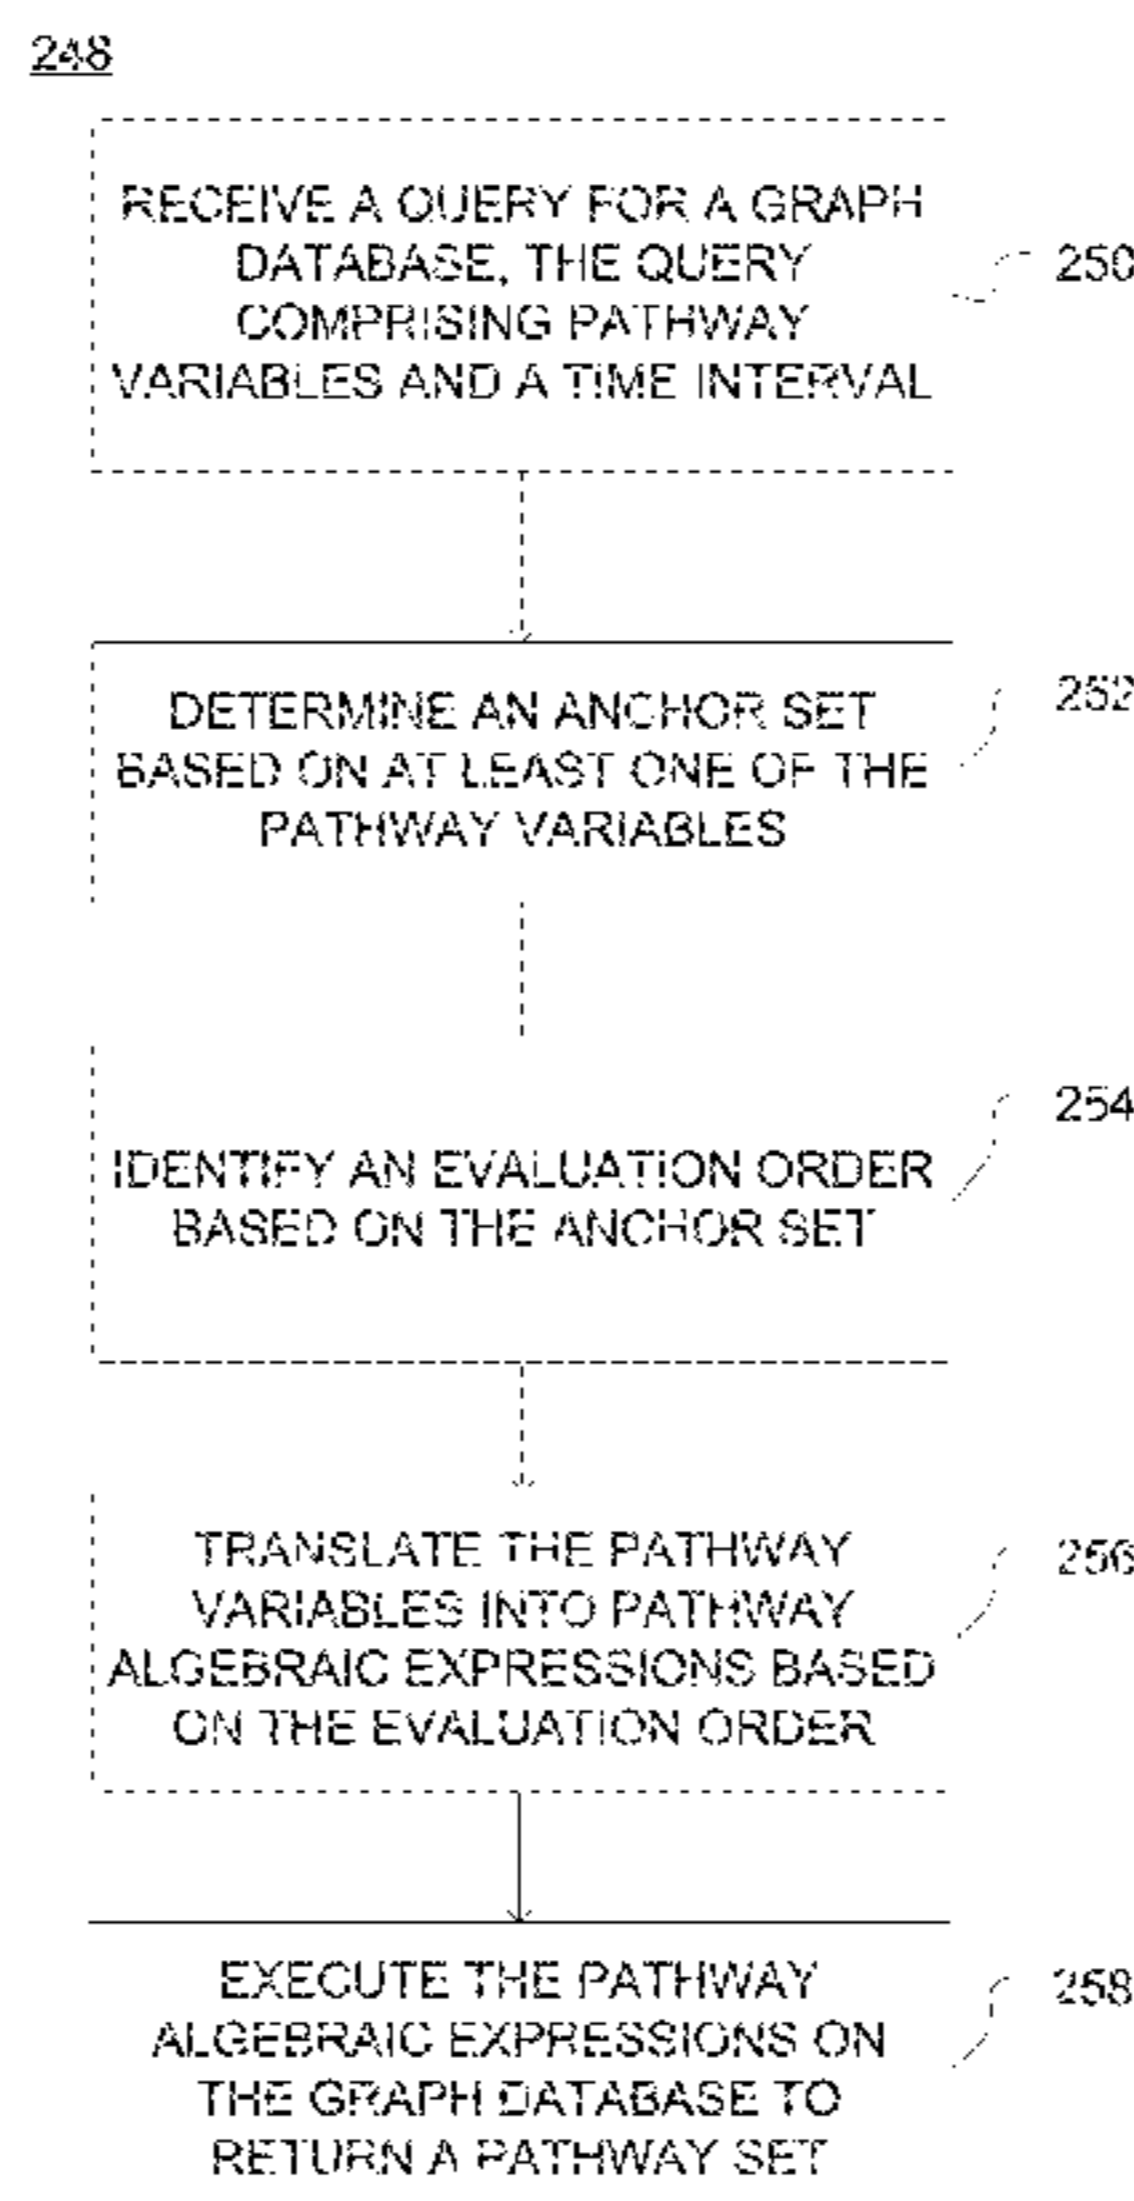 248
RECEIVE A QUERY FOR A GRAPH
DATABASE, THE QUERY
COMPRISING PATHWAY
VARIABLES AND A TIME INTERVAL
250
DETERMINE AN ANCHOR SET
BASED ON AT LEAST ONE OF THE
PATHWAY VARIABLES
252
IDENTIFY AN EVALUATION ORDER
BASED ON THE ANCHOR SET
254
TRANSLATE THE PATHWAY
VARIABLES INTO PATHWAY
ALGEBRAIC EXPRESSIONS BASED
ON THE EVALUATION ORDER
256
EXECUTE THE PATHWAY
ALGEBRAIC EXPRESSIONS ON
THE GRAPH DATABASE TO
RETURN A PATHWAY SET
258